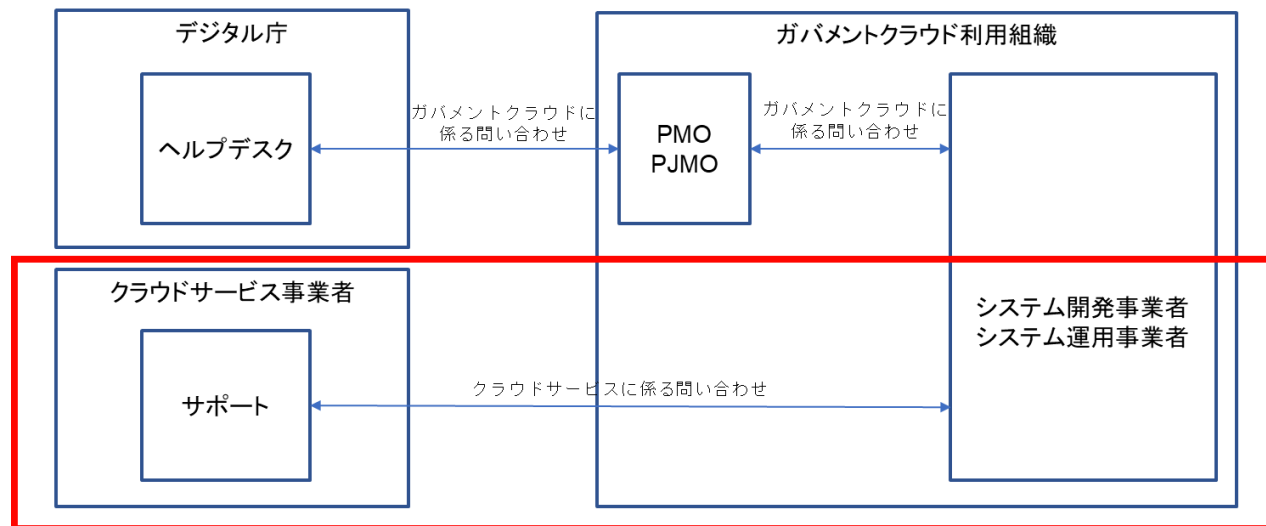 デジタル庁
ガバメントクラウド利用組織
ヘルプデスク
ガバメントクラウドに
係る問い合わせ
PMO
PJMO
ガバメントクラウドに
係る問い合わせ
クラウドサービス事業者
サポート
クラウドサービスに係る問い合わせ
システム開発事業者
システム運用事業者